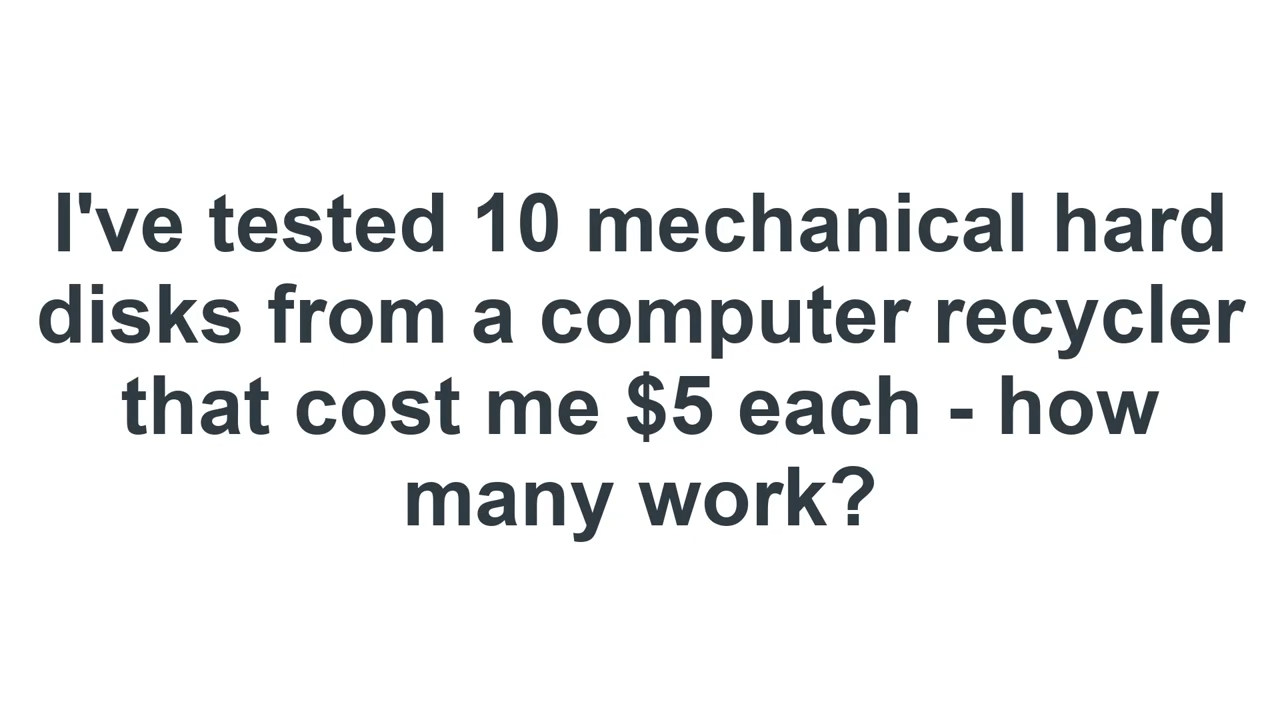 I've tested 10 mechanical hard
disks from a computer recycler
that cost me $5 each - how
many work?